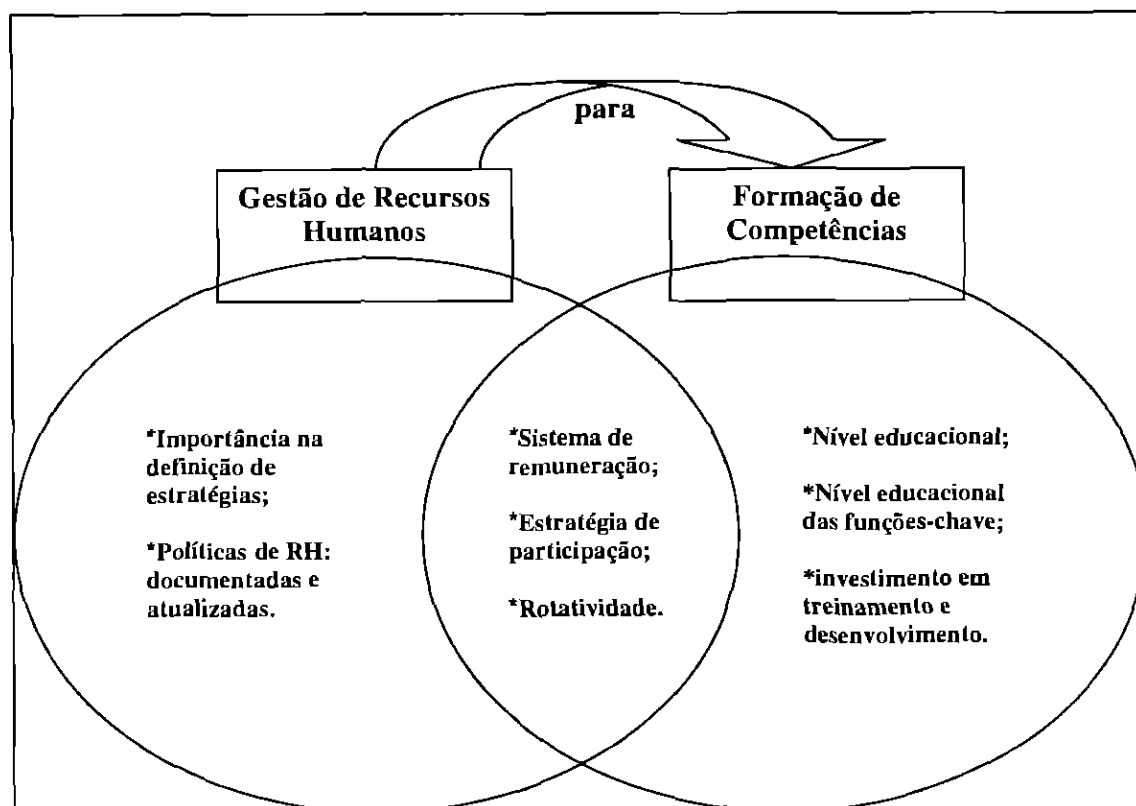 para
Gestão de Recursos
Humanos
Formação de
Competências
*Importância na
definição de
estratégias;
*Políticas de RH:
documentadas e
atualizadas.
*Sistema de
remuneração;
*Estratégia de
participação;
*Rotatividade.
*Nível educacional;
*Nível educacional
das funções-chave;
*investimento em
treinamento e
desenvolvimento.